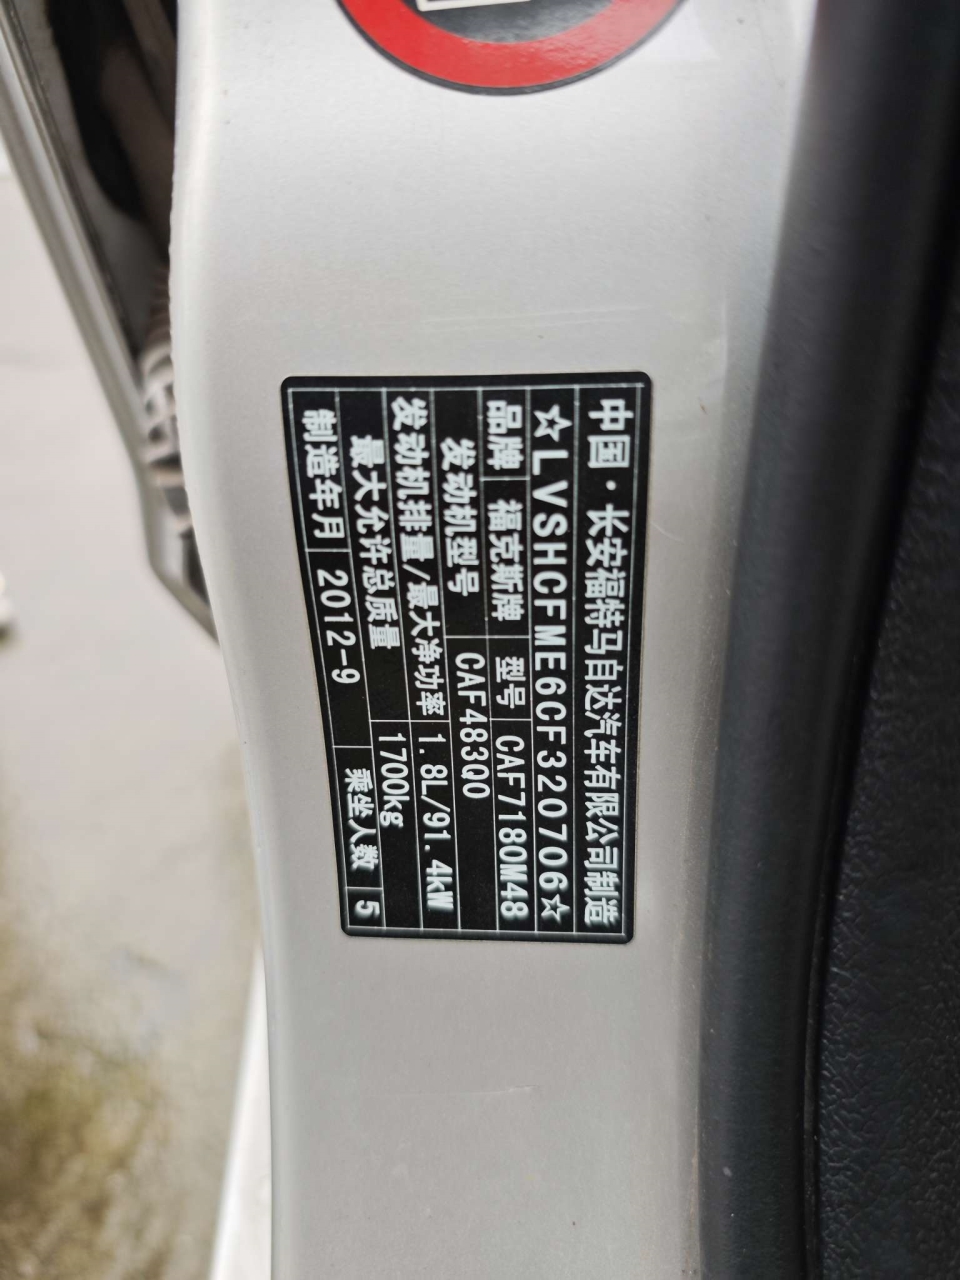 中国·长安福特马自达汽车有限公司制造
☆LVSHCFME6CF320706☆
品牌 福克斯牌 型号 CAF7180M48
发动机型号 CAF483Q0
发动机排量/最大净功率 1.8L/91.4kW
最大允许总质量 1700kg
制造年月 2012-9 乘坐人数 5